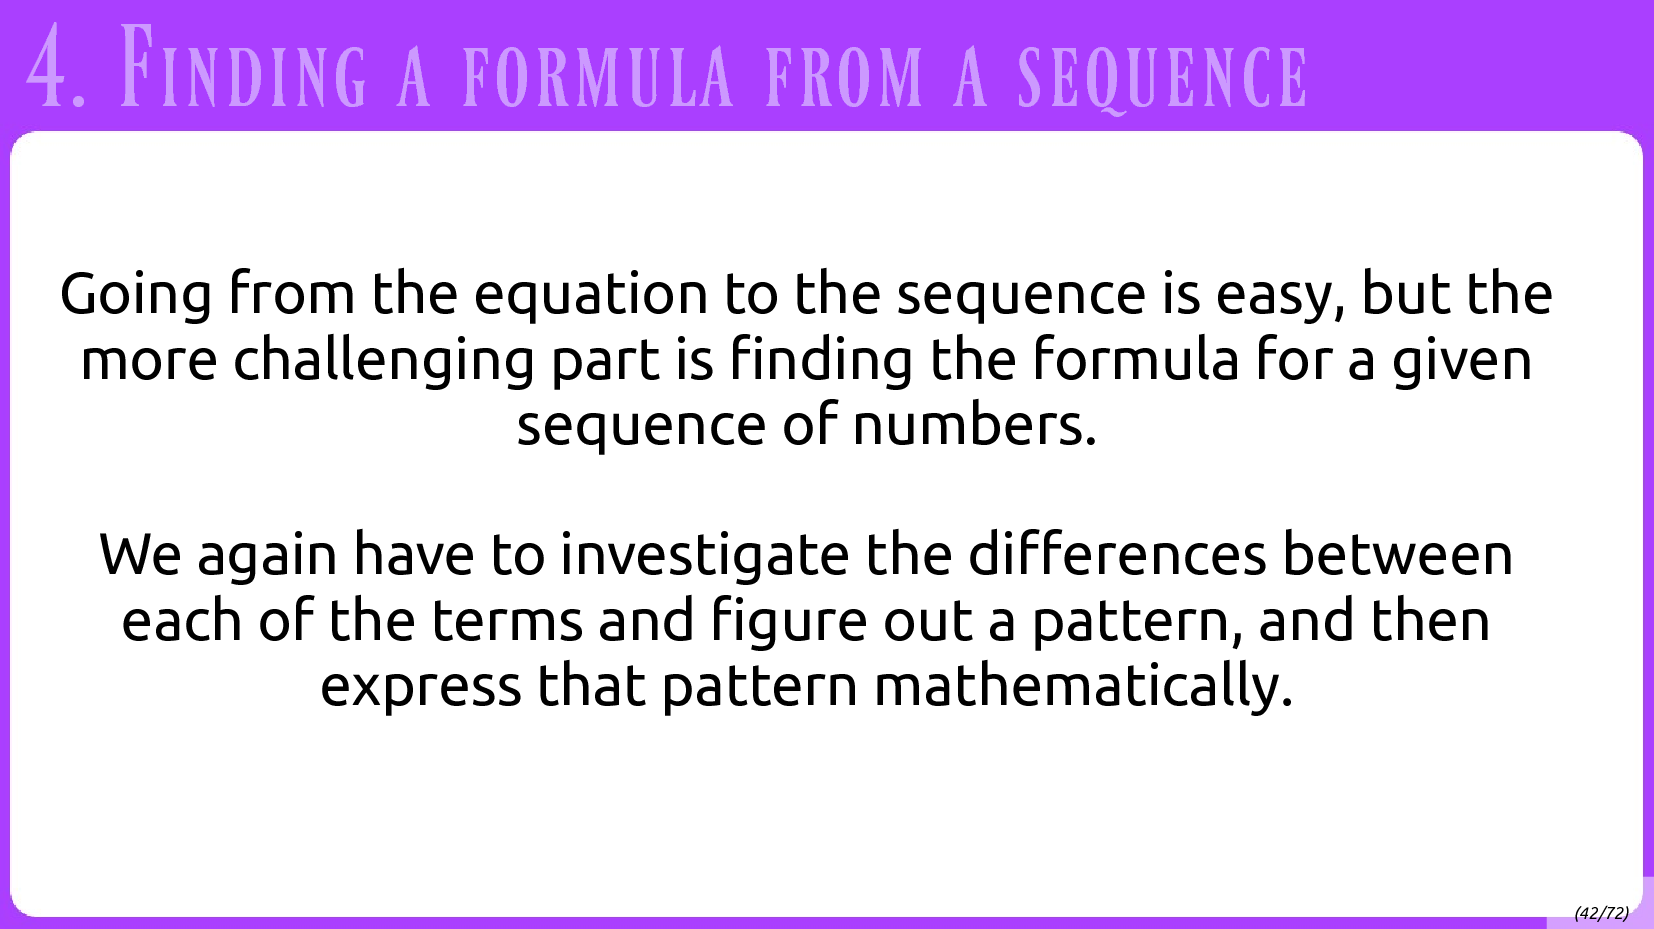 4. Finding a formula from a sequence
Going from the equation to the sequence is easy, but the
more challenging part is finding the formula for a given
sequence of numbers.
We again have to investigate the differences between
each of the terms and figure out a pattern, and then
express that pattern mathematically.
(42/72)